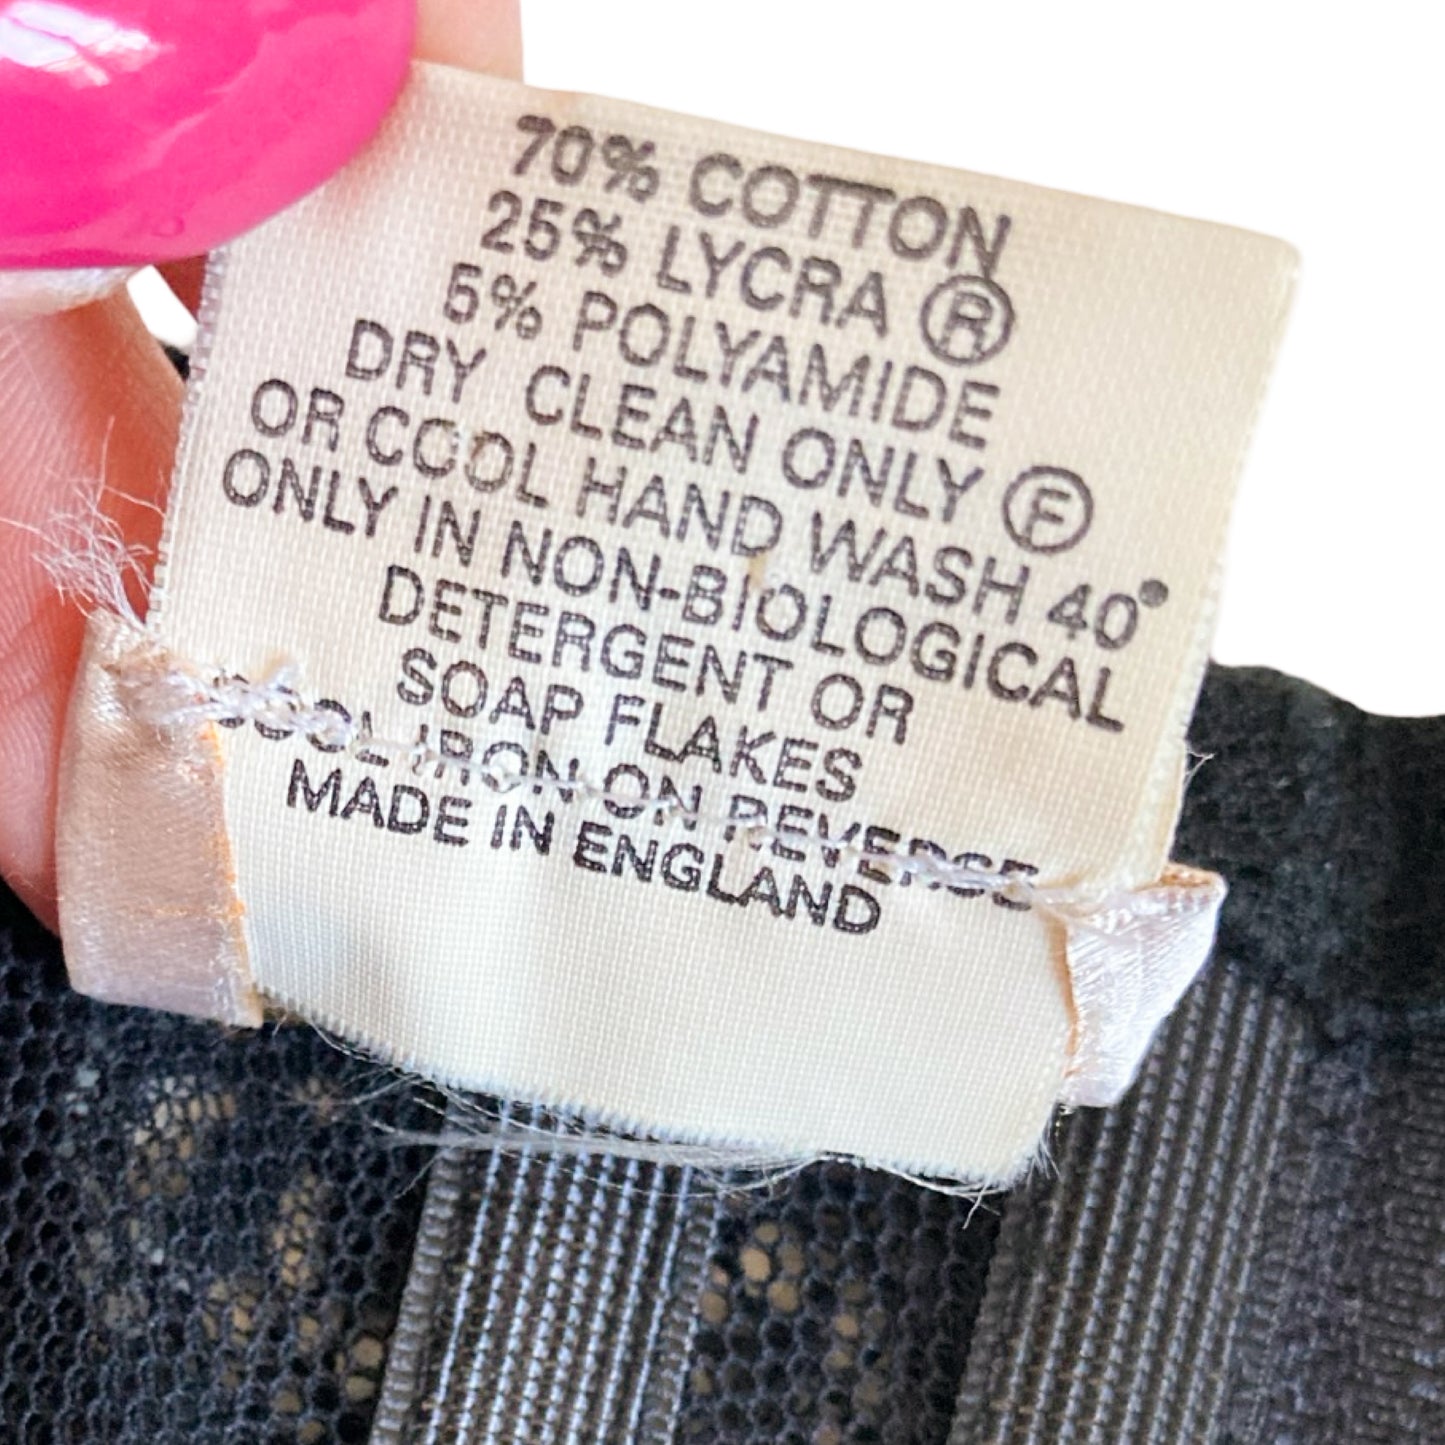 70% COTTON
25% LYCRA ®
5% POLYAMIDE
DRY CLEAN ONLY Ⓕ
OR COOL HAND WASH 40°
ONLY IN NON-BIOLOGICAL
DETERGENT OR
SOAP FLAKES
COOL IRON ON REVERSE
MADE IN ENGLAND